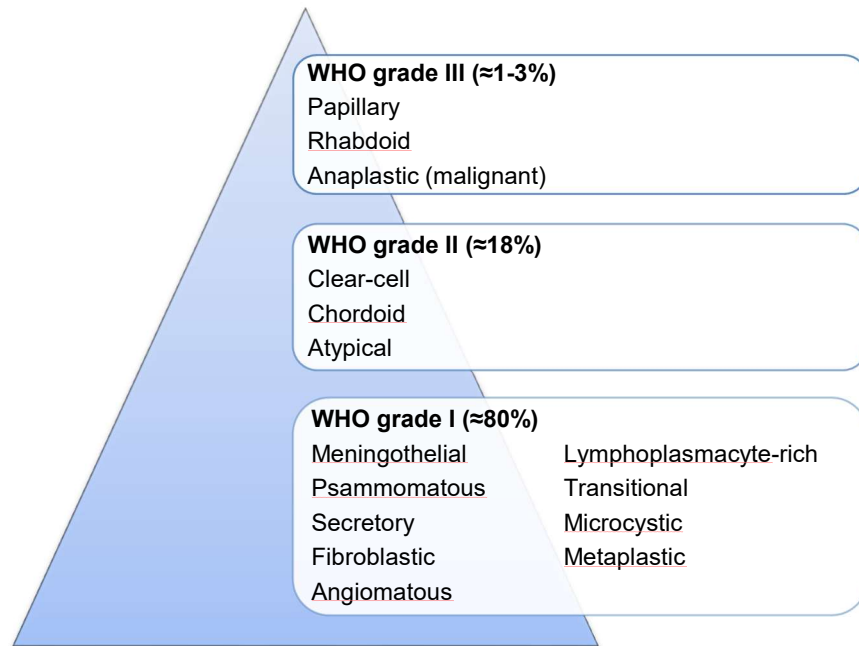 WHO grade III (≈1-3%)
Papillary
Rhabdoid
Anaplastic (malignant)
WHO grade II (≈18%)
Clear-cell
Chordoid
Atypical
WHO grade I (≈80%)
Meningothelial
Psammomatous
Secretory
Fibroblastic
Angiomatous
Lymphoplasmacyte-rich
Transitional
Microcystic
Metaplastic